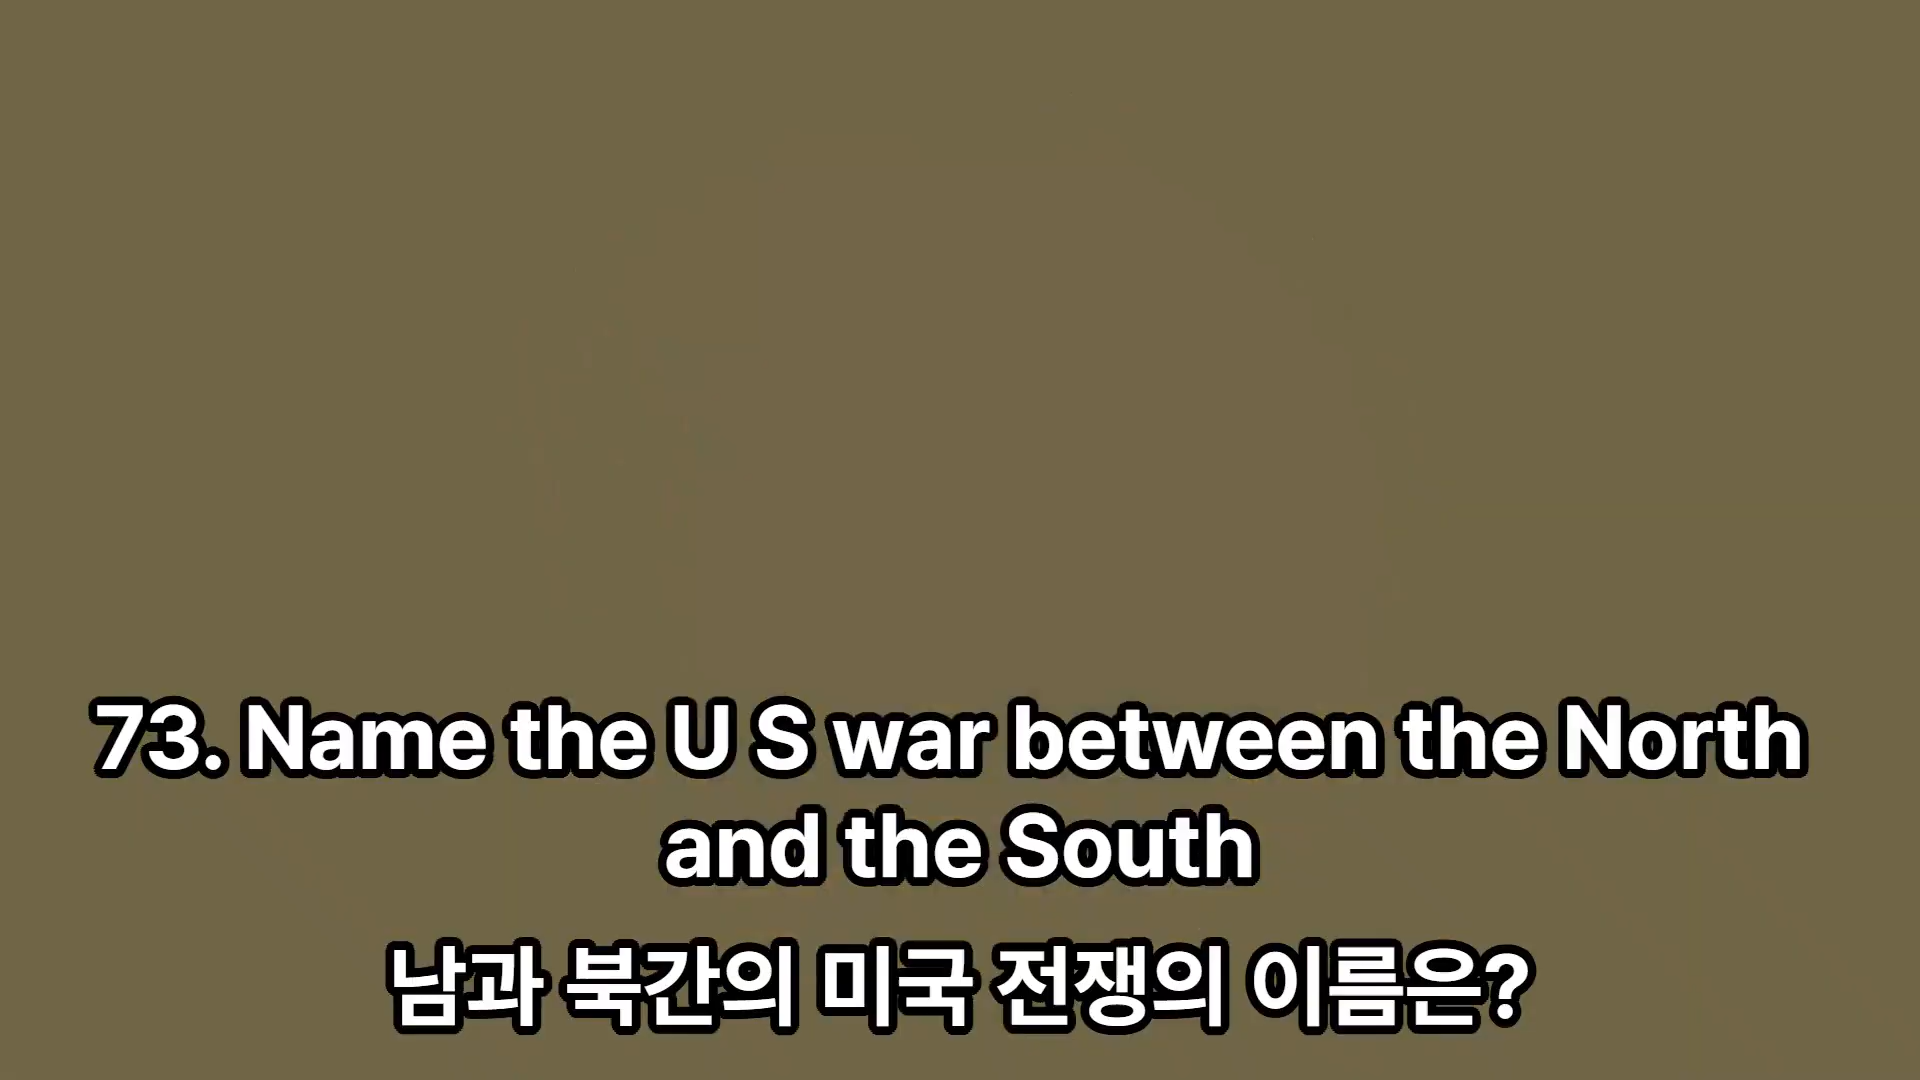 73. Name the U S war between the North
and the South
남과 북간의 미국 전쟁의 이름은?